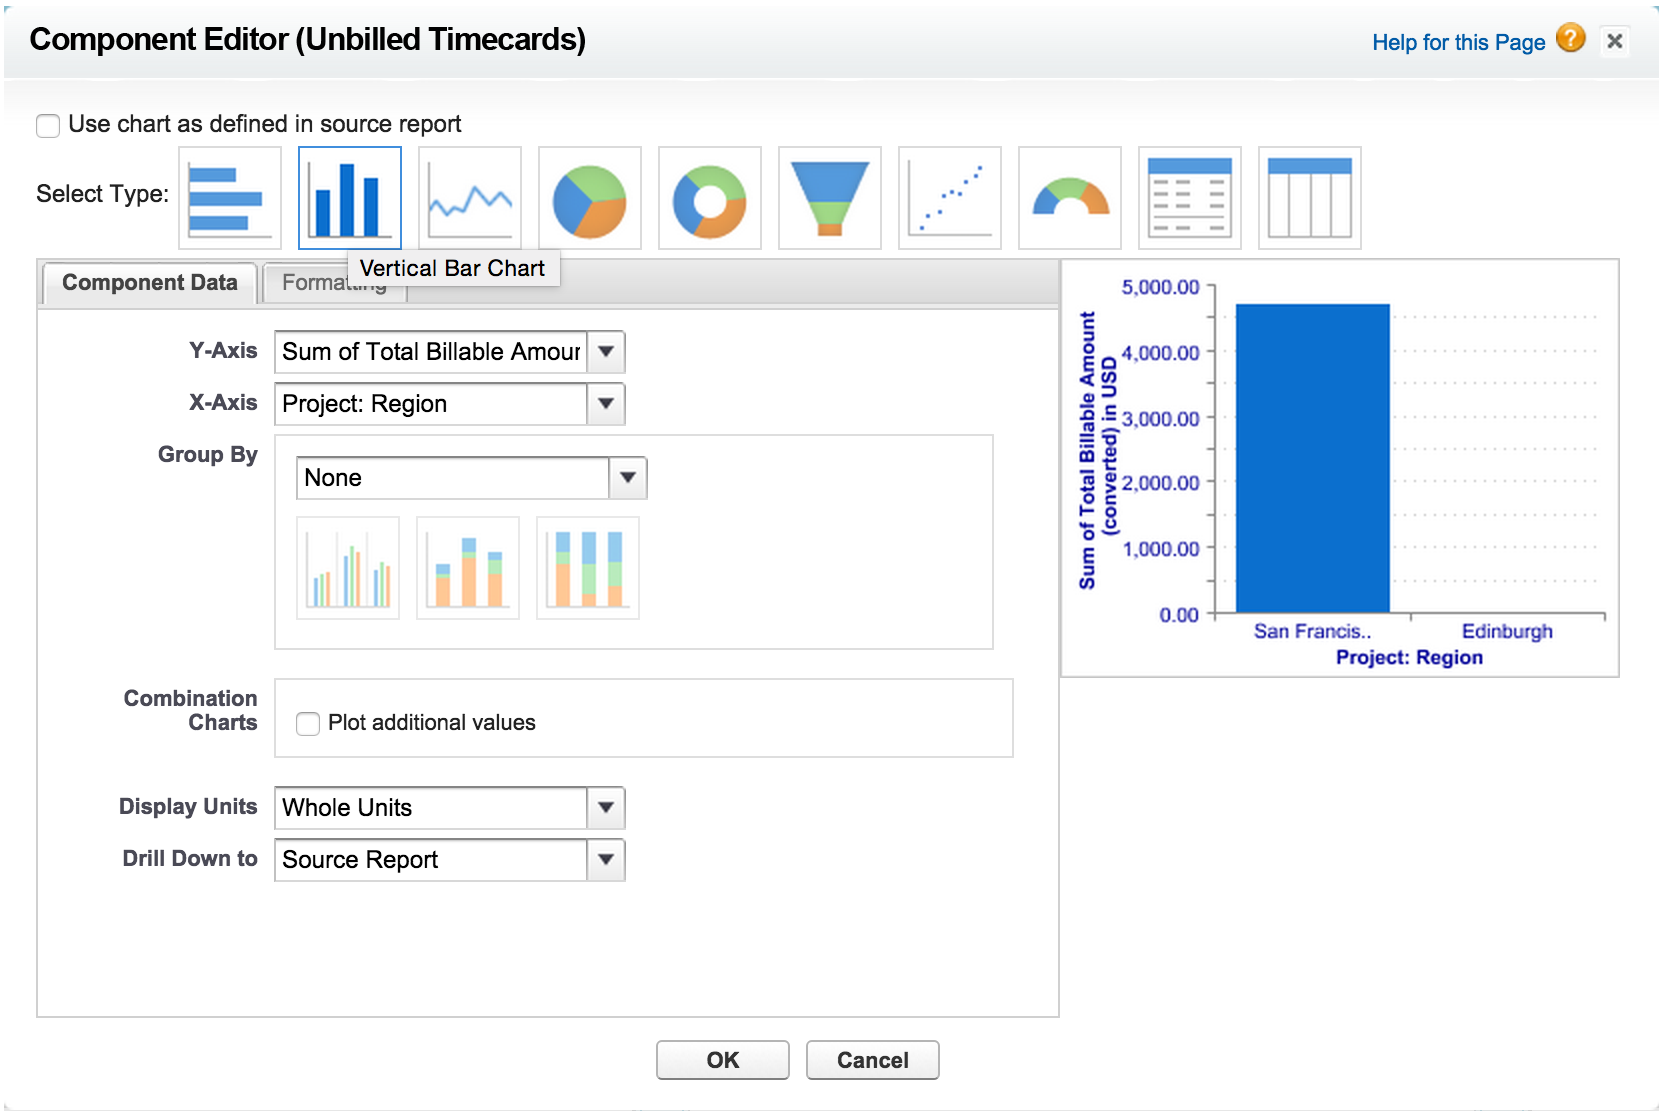 Component Editor (Unbilled Timecards)
Help for this Page ?
Use chart as defined in source report
Select Type:
Vertical Bar Chart
Component Data
Formatting
Y-Axis
Sum of Total Billable Amour
X-Axis
Project: Region
Group By
None
Combination
Charts
Plot additional values
Display Units
Whole Units
Drill Down to
Source Report
Sum of Total Billable Amount
(converted) in USD
5,000.00
4,000.00
3,000.00
2,000.00
1,000.00
0.00
San Francis..
Edinburgh
Project: Region
OK
Cancel